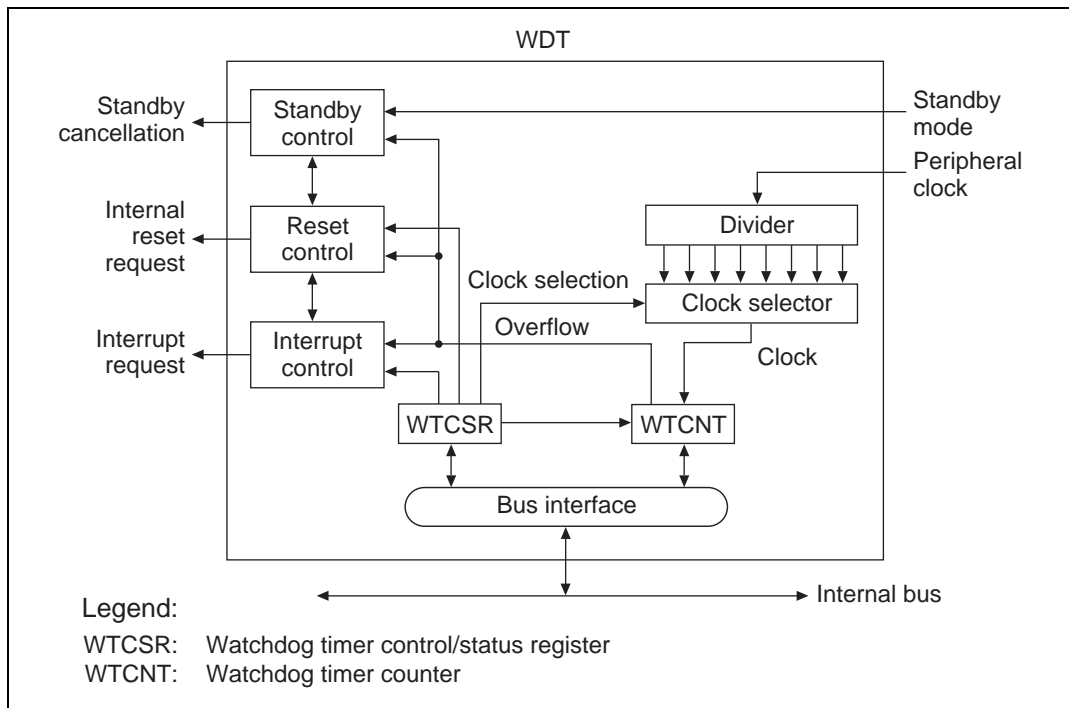 WDT
Standby
cancellation
Standby
control
Standby
mode
Peripheral
clock
Internal
reset
request
Reset
control
Divider
Clock selection
Clock selector
Interrupt
request
Interrupt
control
Overflow
Clock
WTCSR
WTCNT
Bus interface
Internal bus
Legend:
WTCSR: Watchdog timer control/status register
WTCNT: Watchdog timer counter